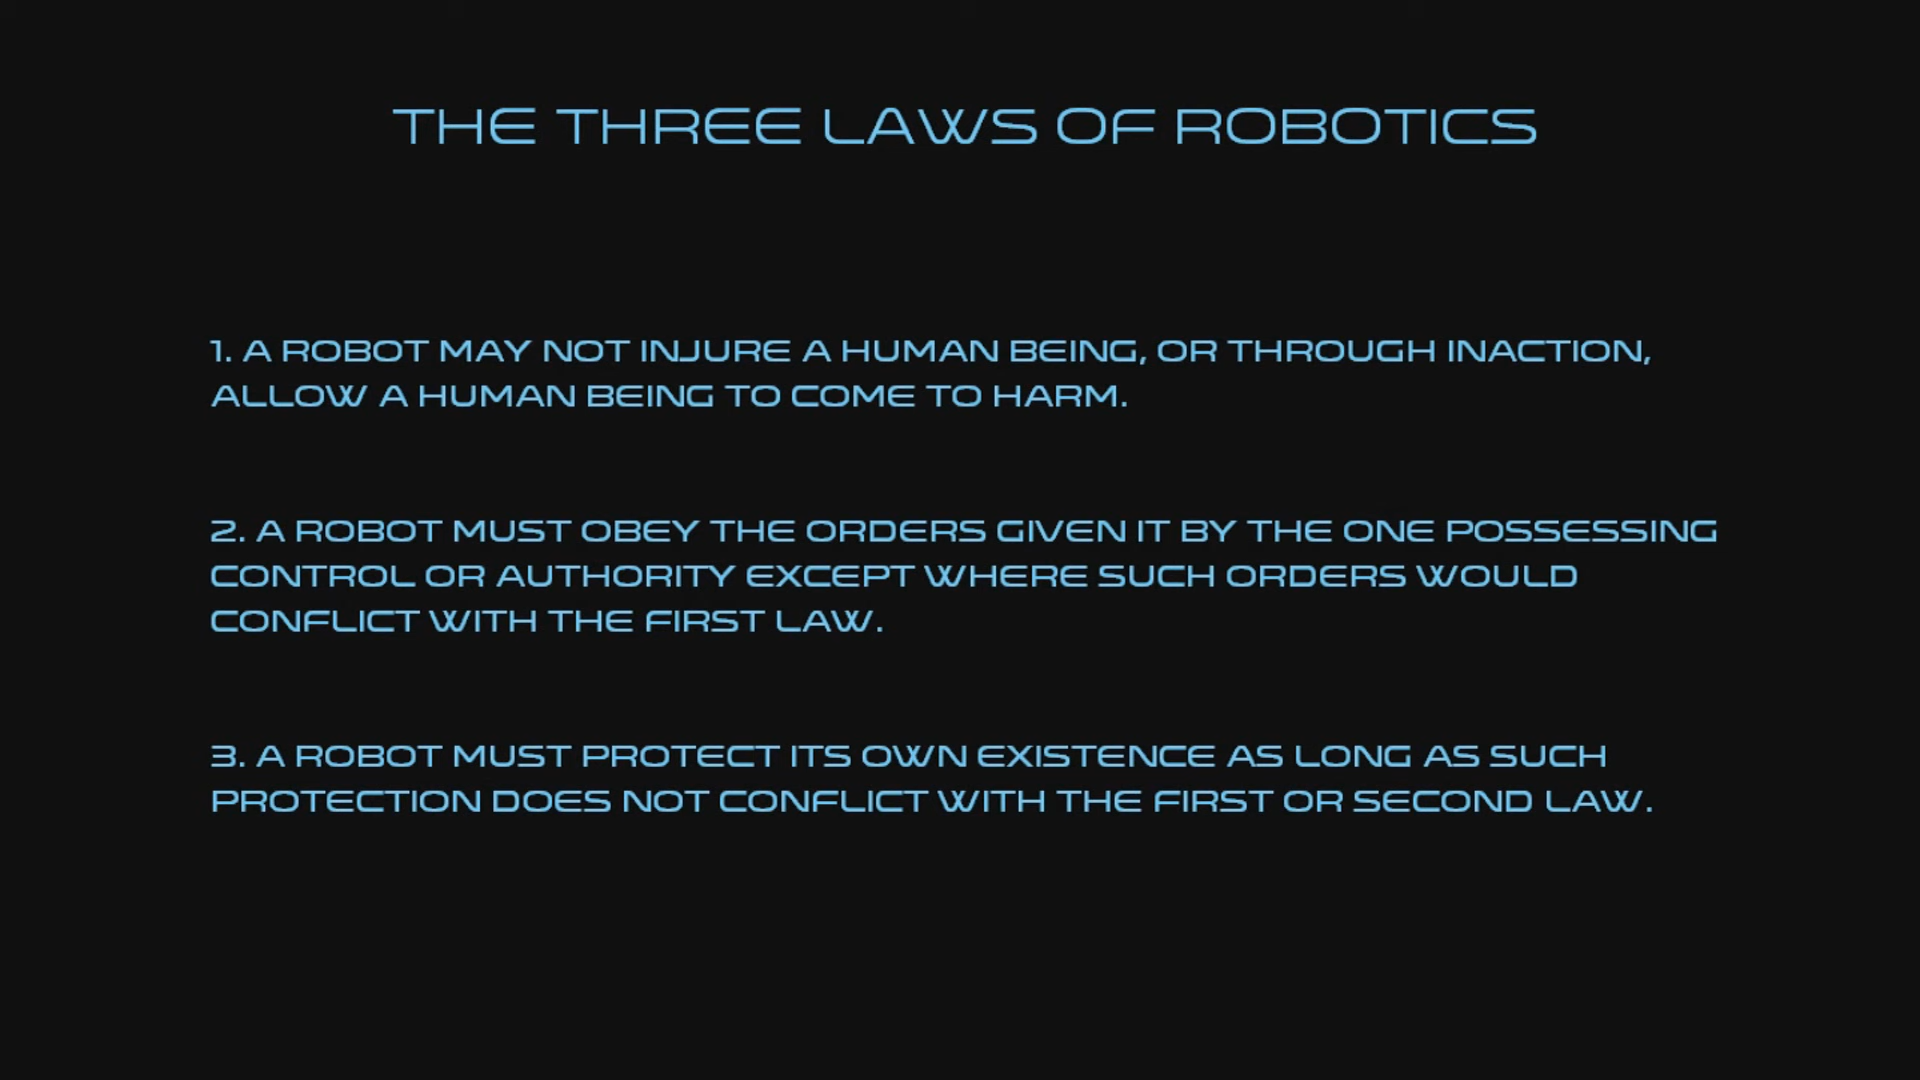 THE THREE LAWS OF ROBOTICS
1. A ROBOT MAY NOT INJURE A HUMAN BEING, OR THROUGH INACTION,
ALLOW A HUMAN BEING TO COME TO HARM.
2. A ROBOT MUST OBEY THE ORDERS GIVEN IT BY THE ONE POSSESSING
CONTROL OR AUTHORITY EXCEPT WHERE SUCH ORDERS WOULD
CONFLICT WITH THE FIRST LAW.
3. A ROBOT MUST PROTECT ITS OWN EXISTENCE AS LONG AS SUCH
PROTECTION DOES NOT CONFLICT WITH THE FIRST OR SECOND LAW.